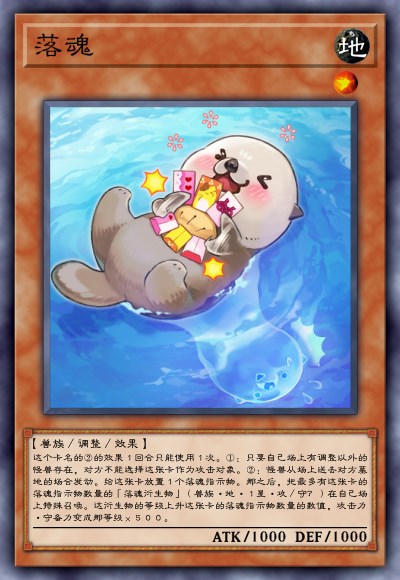 落魂
地
【兽族／调整／效果】
这个卡名的②的效果1回合只能使用1次。①：只要自己场上有调整以外的
怪兽存在，对方不能选择这张卡作为攻击对象。②：怪兽从场上送去对方墓
地的场合发动。给这张卡放置1个落魂指示物。那之后，把最多有这张卡的
落魂指示物数量的「落魂衍生物」（兽族・地・1星・攻／守？）在自己场
上特殊召唤。这衍生物的等级上升这张卡的落魂指示物数量的数值，攻击力
・守备力变成那等级×500。
ATK/1000 DEF/1000